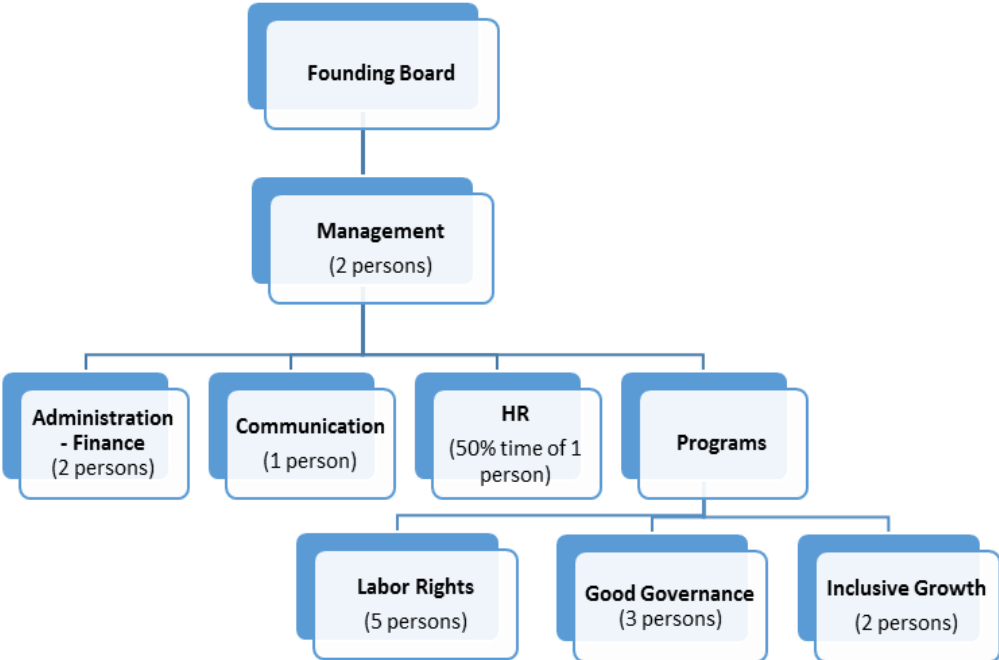 Founding Board
Management
(2 persons)
Administration
- Finance
(2 persons)
Communication
(1 person)
HR
(50% time of 1
person)
Programs
Labor Rights
(5 persons)
Good Governance
(3 persons)
Inclusive Growth
(2 persons)